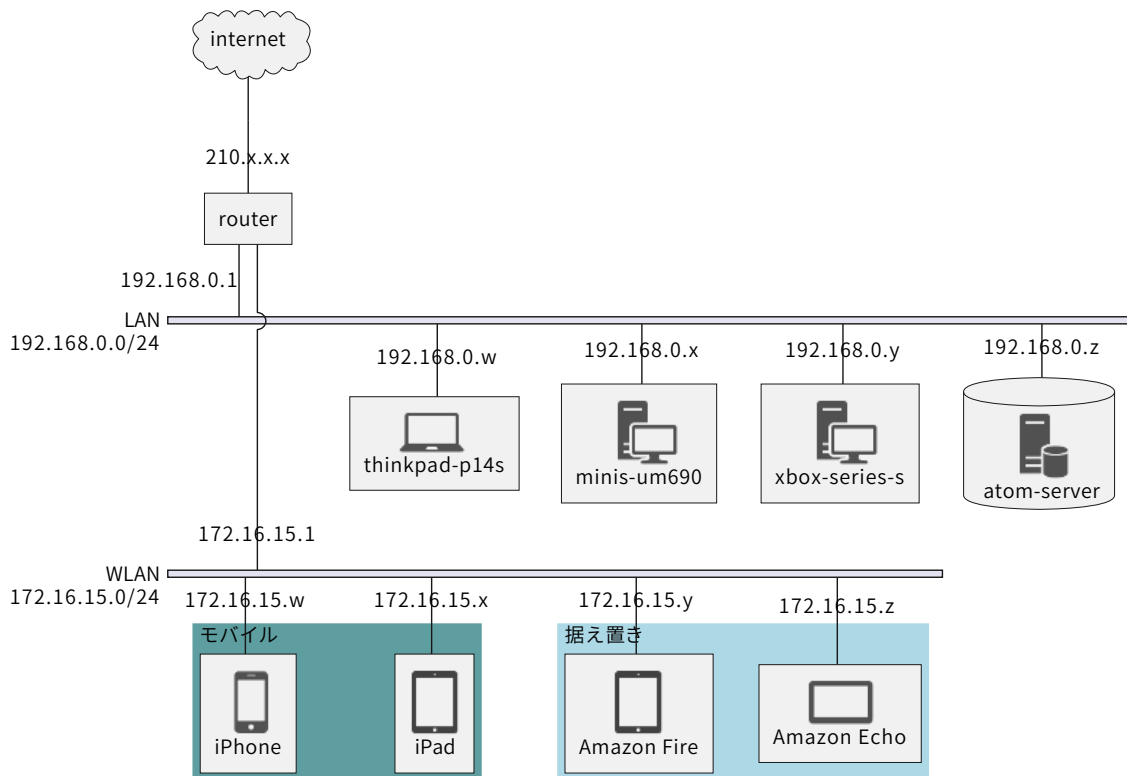 internet
210.x.x.x
router
192.168.0.1
LAN
192.168.0.0/24
192.168.0.w
192.168.0.x
192.168.0.y
192.168.0.z
thinkpad-p14s
minis-um690
xbox-series-s
atom-server
172.16.15.1
WLAN
172.16.15.0/24
172.16.15.w
172.16.15.x
172.16.15.y
172.16.15.z
モバイル
据え置き
iPhone
iPad
Amazon Fire
Amazon Echo